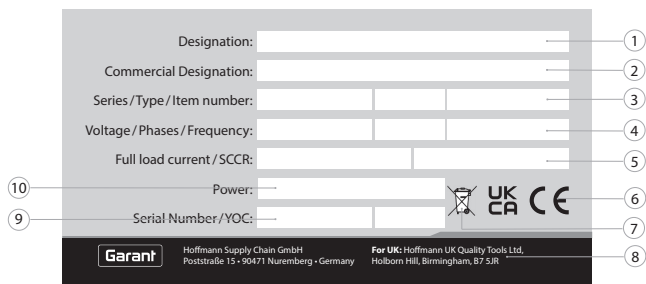 Designation:
1
Commercial Designation:
2
Series/Type/Item number:
3
Voltage/Phases/Frequency:
4
Full load current/SCCR:
5
10
Power:
UK
CA
CE
6
9
Serial Number/YOC:
7
Garant
Hoffmann Supply Chain GmbH
Poststraße 15 • 90471 Nuremberg • Germany
For UK: Hoffmann UK Quality Tools Ltd,
Holborn Hill, Birmingham, B7 5JR
8